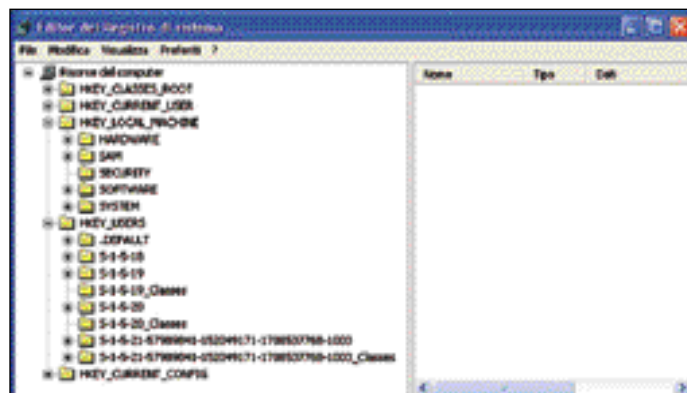 Editor del Registro di sistema
File Modifica Visualizza Preferiti ?
Risorse del computer
HKEY_CLASSES_ROOT
HKEY_CURRENT_USER
HKEY_LOCAL_MACHINE
HARDWARE
SAM
SECURITY
SOFTWARE
SYSTEM
HKEY_USERS
.DEFAULT
S-1-5-18
S-1-5-19
S-1-5-19_Classes
S-1-5-20
S-1-5-20_Classes
HKEY_CURRENT_CONFIG
Nome Tipo Dati